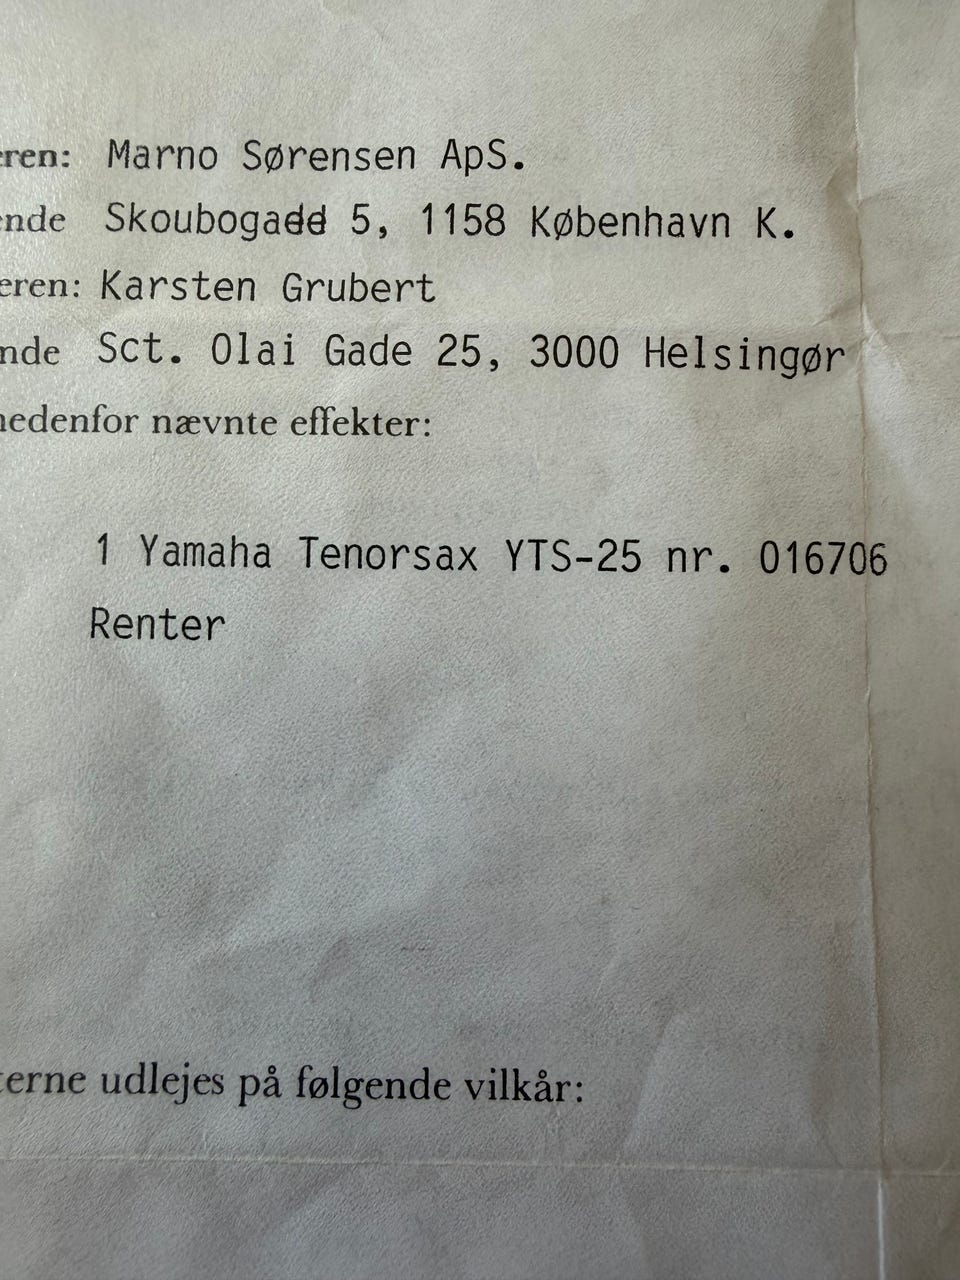 eren: Marno Sørensen ApS.
ende Skoubogadd 5, 1158 København K.
eren: Karsten Grubert
nde Sct. Olai Gade 25, 3000 Helsingør
nedenfor nævnte effekter:
1 Yamaha Tenorsax YTS-25 nr. 016706
Renter
terne udlejes på følgende vilkår: